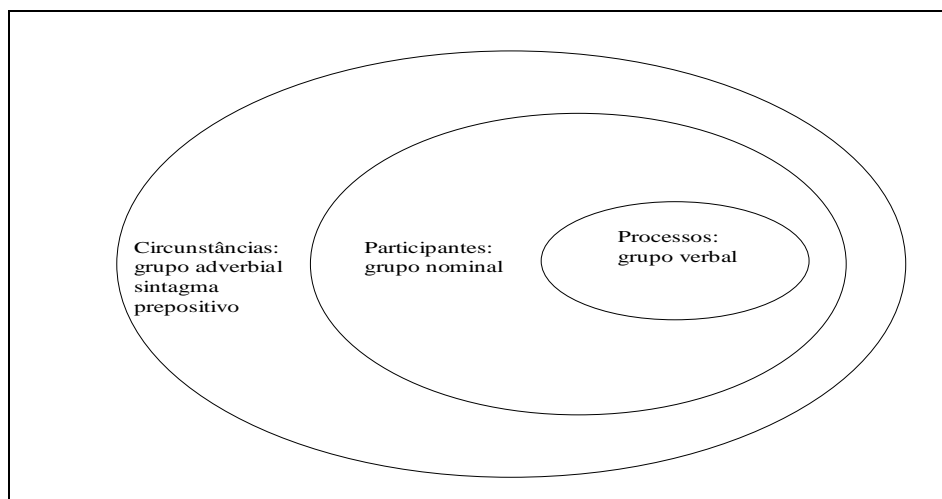 Circunstâncias:
grupo adverbial
sintagma
prepositivo
Participantes:
grupo nominal
Processos:
grupo verbal